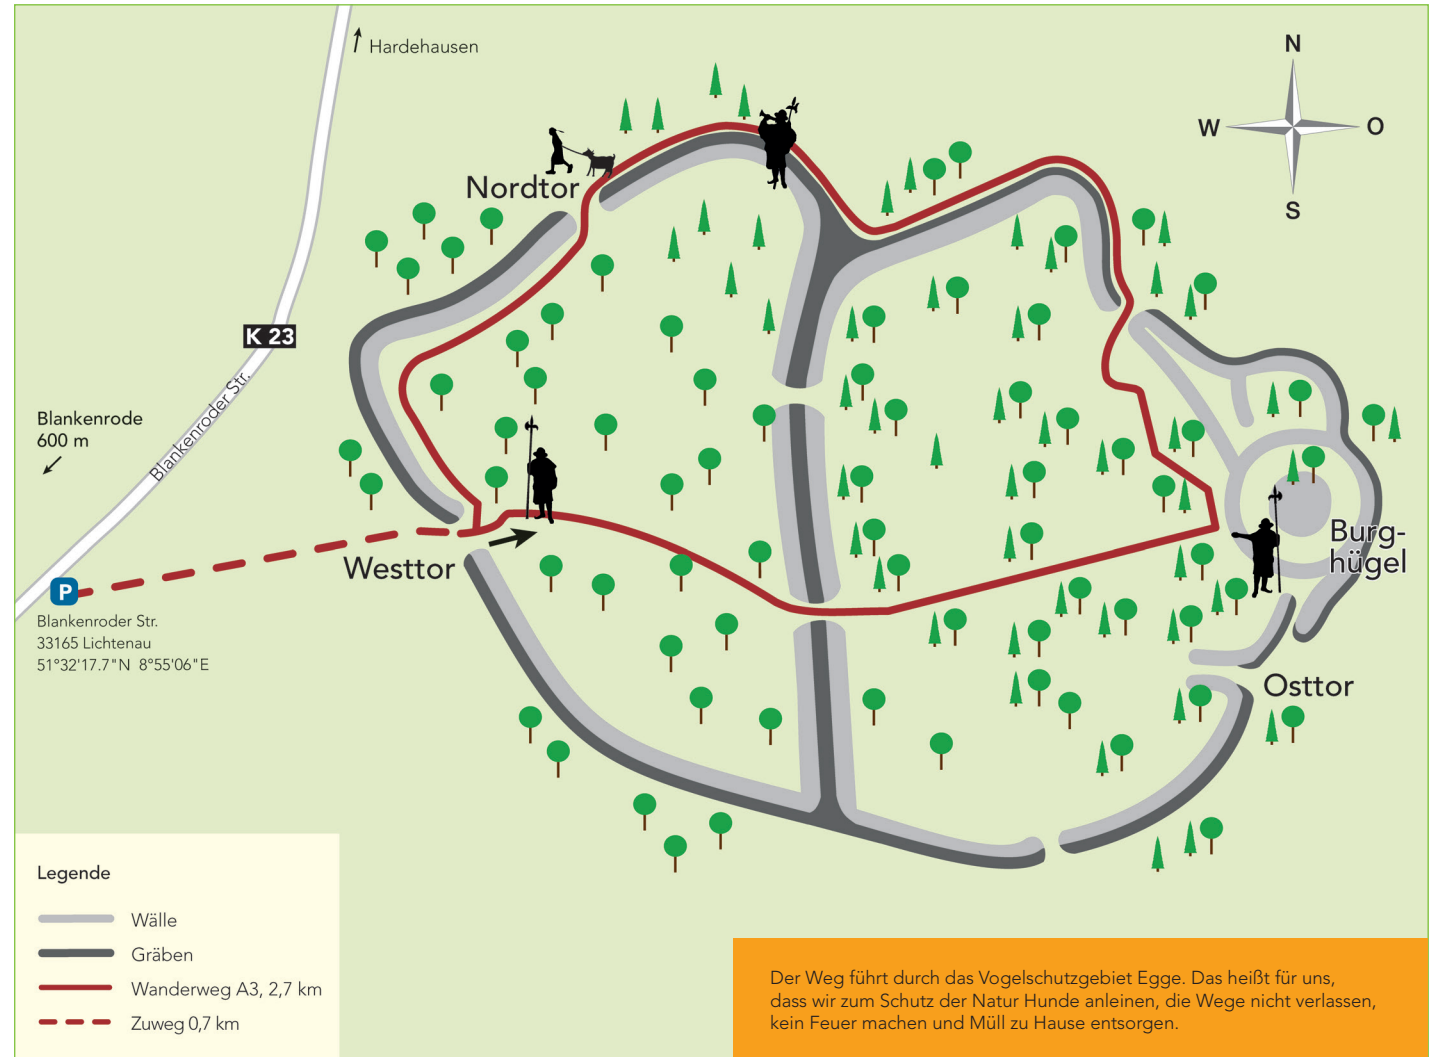 Hardehausen
N
W
O
S
Nordtor
K 23
Blankenroder Str.
Blankenrode
600 m
Westtor
P
Blankenroder Str.
33165 Lichtenau
51°32'17.7"N 8°55'06"E
Burg-
hügel
Osttor
Legende
Wälle
Gräben
Wanderweg A3, 2,7 km
Zuweg 0,7 km
Der Weg führt durch das Vogelschutzgebiet Egge. Das heißt für uns,
dass wir zum Schutz der Natur Hunde anleinen, die Wege nicht verlassen,
kein Feuer machen und Müll zu Hause entsorgen.